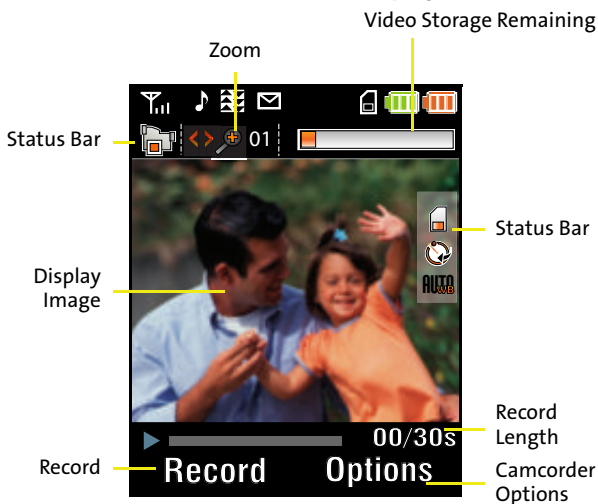 Video Storage Remaining
Zoom
Status Bar
01
Status Bar
AUTO
WB
Display
Image
00/30s
Record
Length
Record
Record
Options
Camcorder
Options